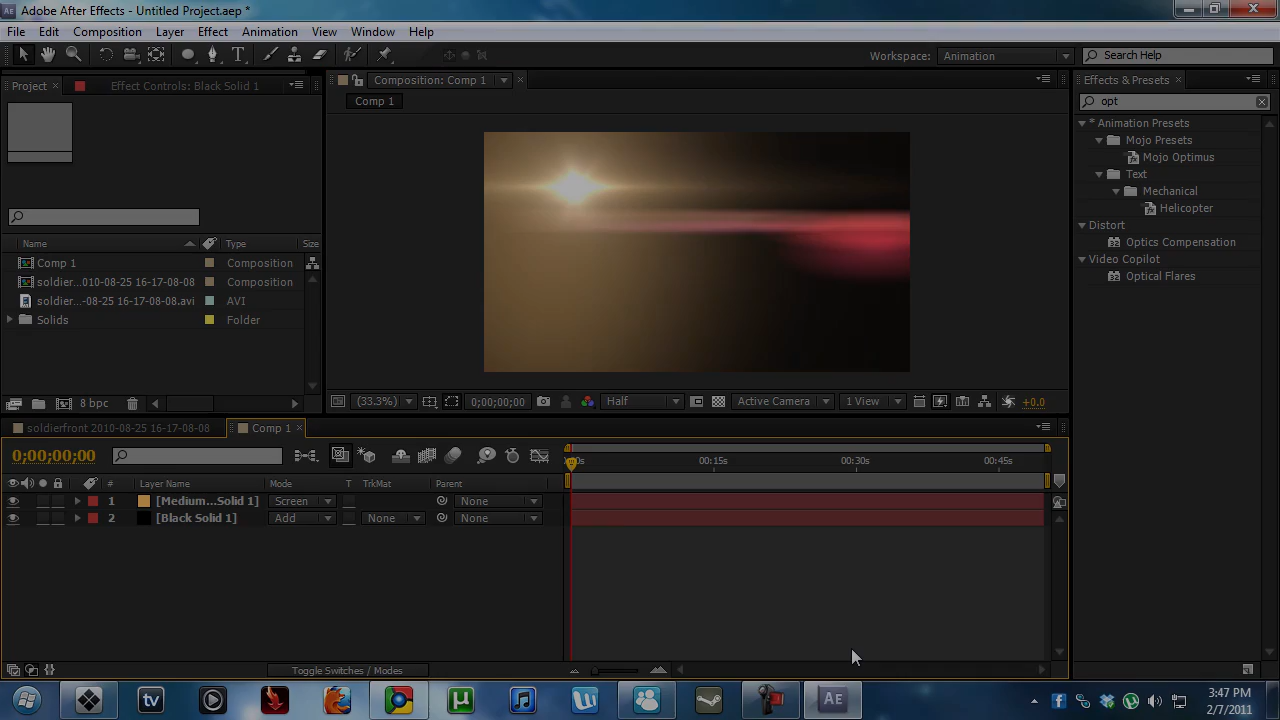 Adobe After Effects - Untitled Project.aep *
File Edit Composition Layer Effect Animation View Window Help
Workspace: Animation Search Help
Project Effect Controls: Black Solid 1
Composition: Comp 1
Comp 1
Effects & Presets
opt
* Animation Presets
Mojo Presets
Mojo Optimus
Text
Mechanical
Helicopter
Distort
Optics Compensation
Video Copilot
Optical Flares
Name Type Size
Comp 1 Composition
soldier...010-08-25 16-17-08-08 Composition
soldier...-08-25 16-17-08-08.avi AVI
Solids Folder
8 bpc
(33.3%) 0;00;00;00 Half Active Camera 1 View +0.0
soldierfront 2010-08-25 16-17-08-08 Comp 1
0;00;00;00
00s 00:15s 00:30s 00:45s
# Layer Name Mode T TrkMat Parent
1 [Medium...Solid 1] Screen None
2 [Black Solid 1] Add None None
Toggle Switches / Modes
tv
AE
3:47 PM
2/7/2011